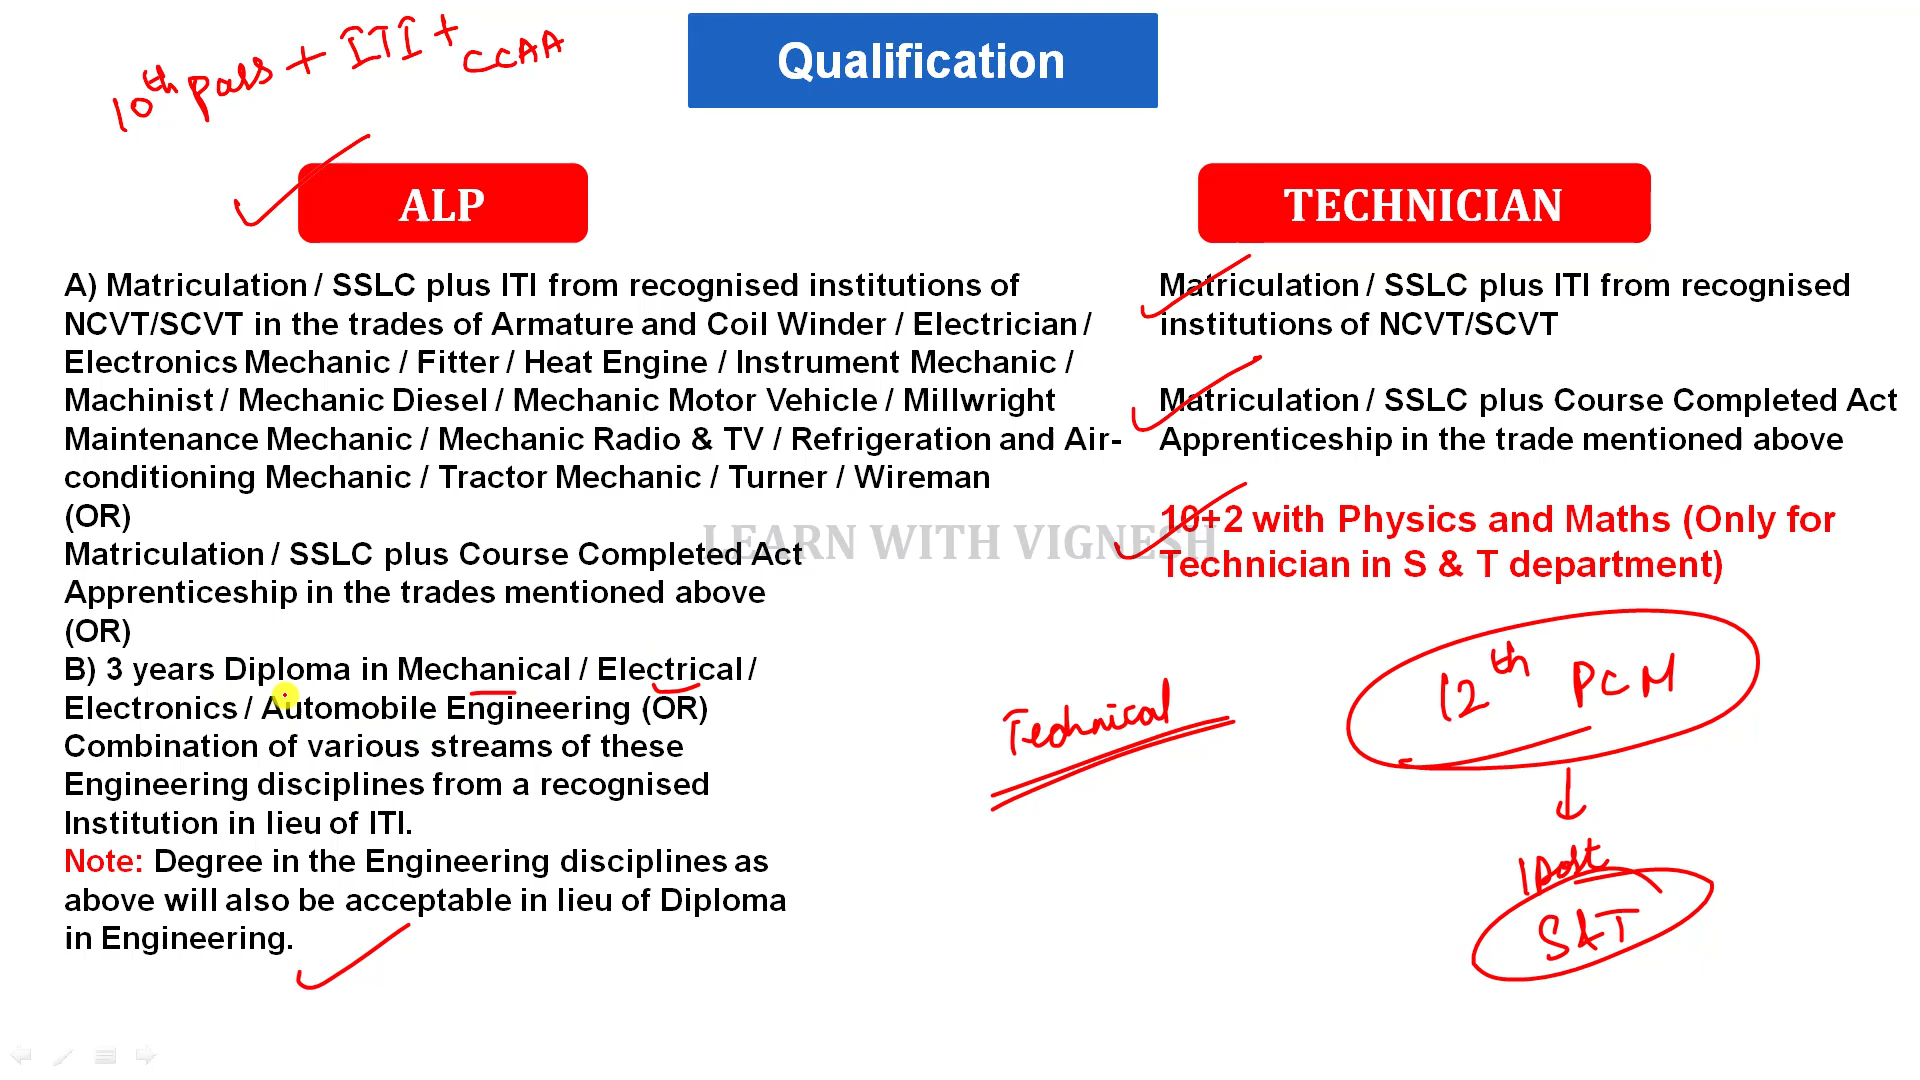 10th pass + ITI + CCAA
Qualification
ALP
A) Matriculation / SSLC plus ITI from recognised institutions of
NCVT/SCVT in the trades of Armature and Coil Winder / Electrician /
Electronics Mechanic / Fitter / Heat Engine / Instrument Mechanic /
Machinist / Mechanic Diesel / Mechanic Motor Vehicle / Millwright
Maintenance Mechanic / Mechanic Radio & TV / Refrigeration and Air-
conditioning Mechanic / Tractor Mechanic / Turner / Wireman
(OR)
Matriculation / SSLC plus Course Completed Act
Apprenticeship in the trades mentioned above
(OR)
B) 3 years Diploma in Mechanical / Electrical /
Electronics / Automobile Engineering (OR)
Combination of various streams of these
Engineering disciplines from a recognised
Institution in lieu of ITI.
Note: Degree in the Engineering disciplines as
above will also be acceptable in lieu of Diploma
in Engineering.
TECHNICIAN
Matriculation / SSLC plus ITI from recognised
institutions of NCVT/SCVT
Matriculation / SSLC plus Course Completed Act
Apprenticeship in the trade mentioned above
10+2 with Physics and Maths (Only for
Technician in S & T department)
LEARN WITH VIGNESH
Technical
12th PCM
1 post
S&T